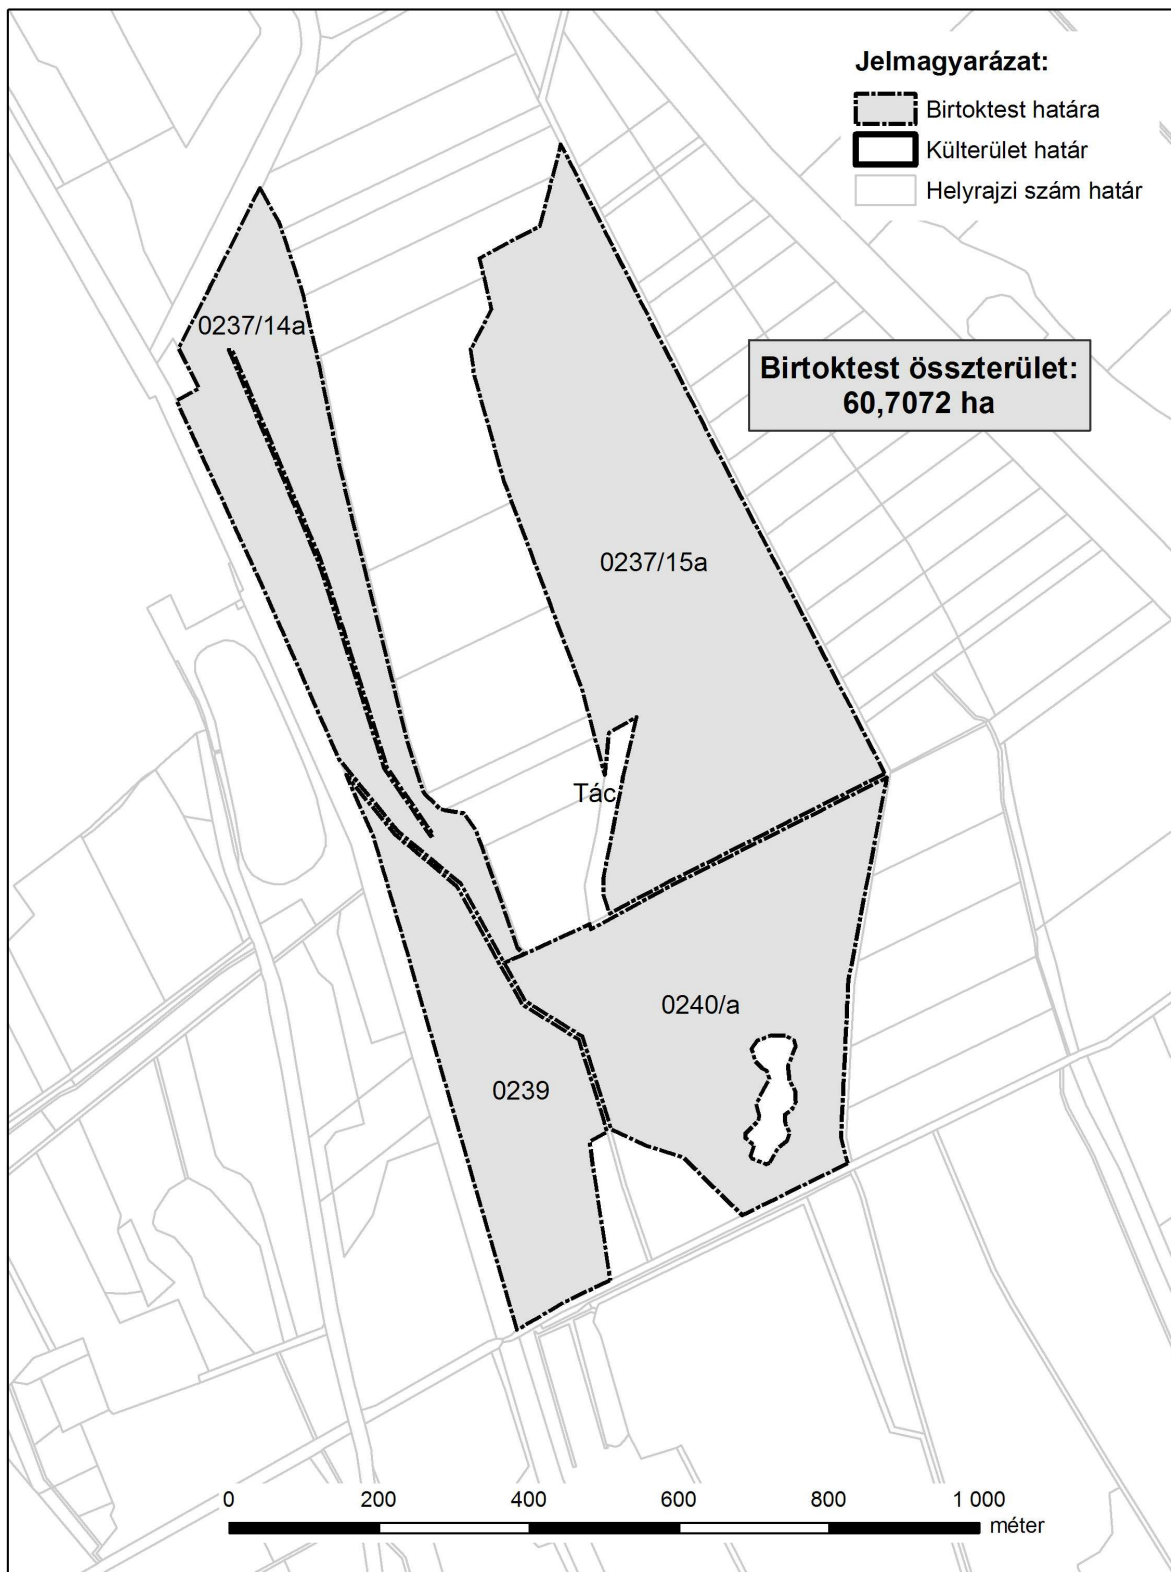 Jelmagyarázat:
Birtoktest határa
Külterület határ
Helyrajzi szám határ
0237/14a
Birtoktest összterület:
60,7072 ha
0237/15a
Tác
0240/a
0239
0 200 400 600 800 1 000
méter